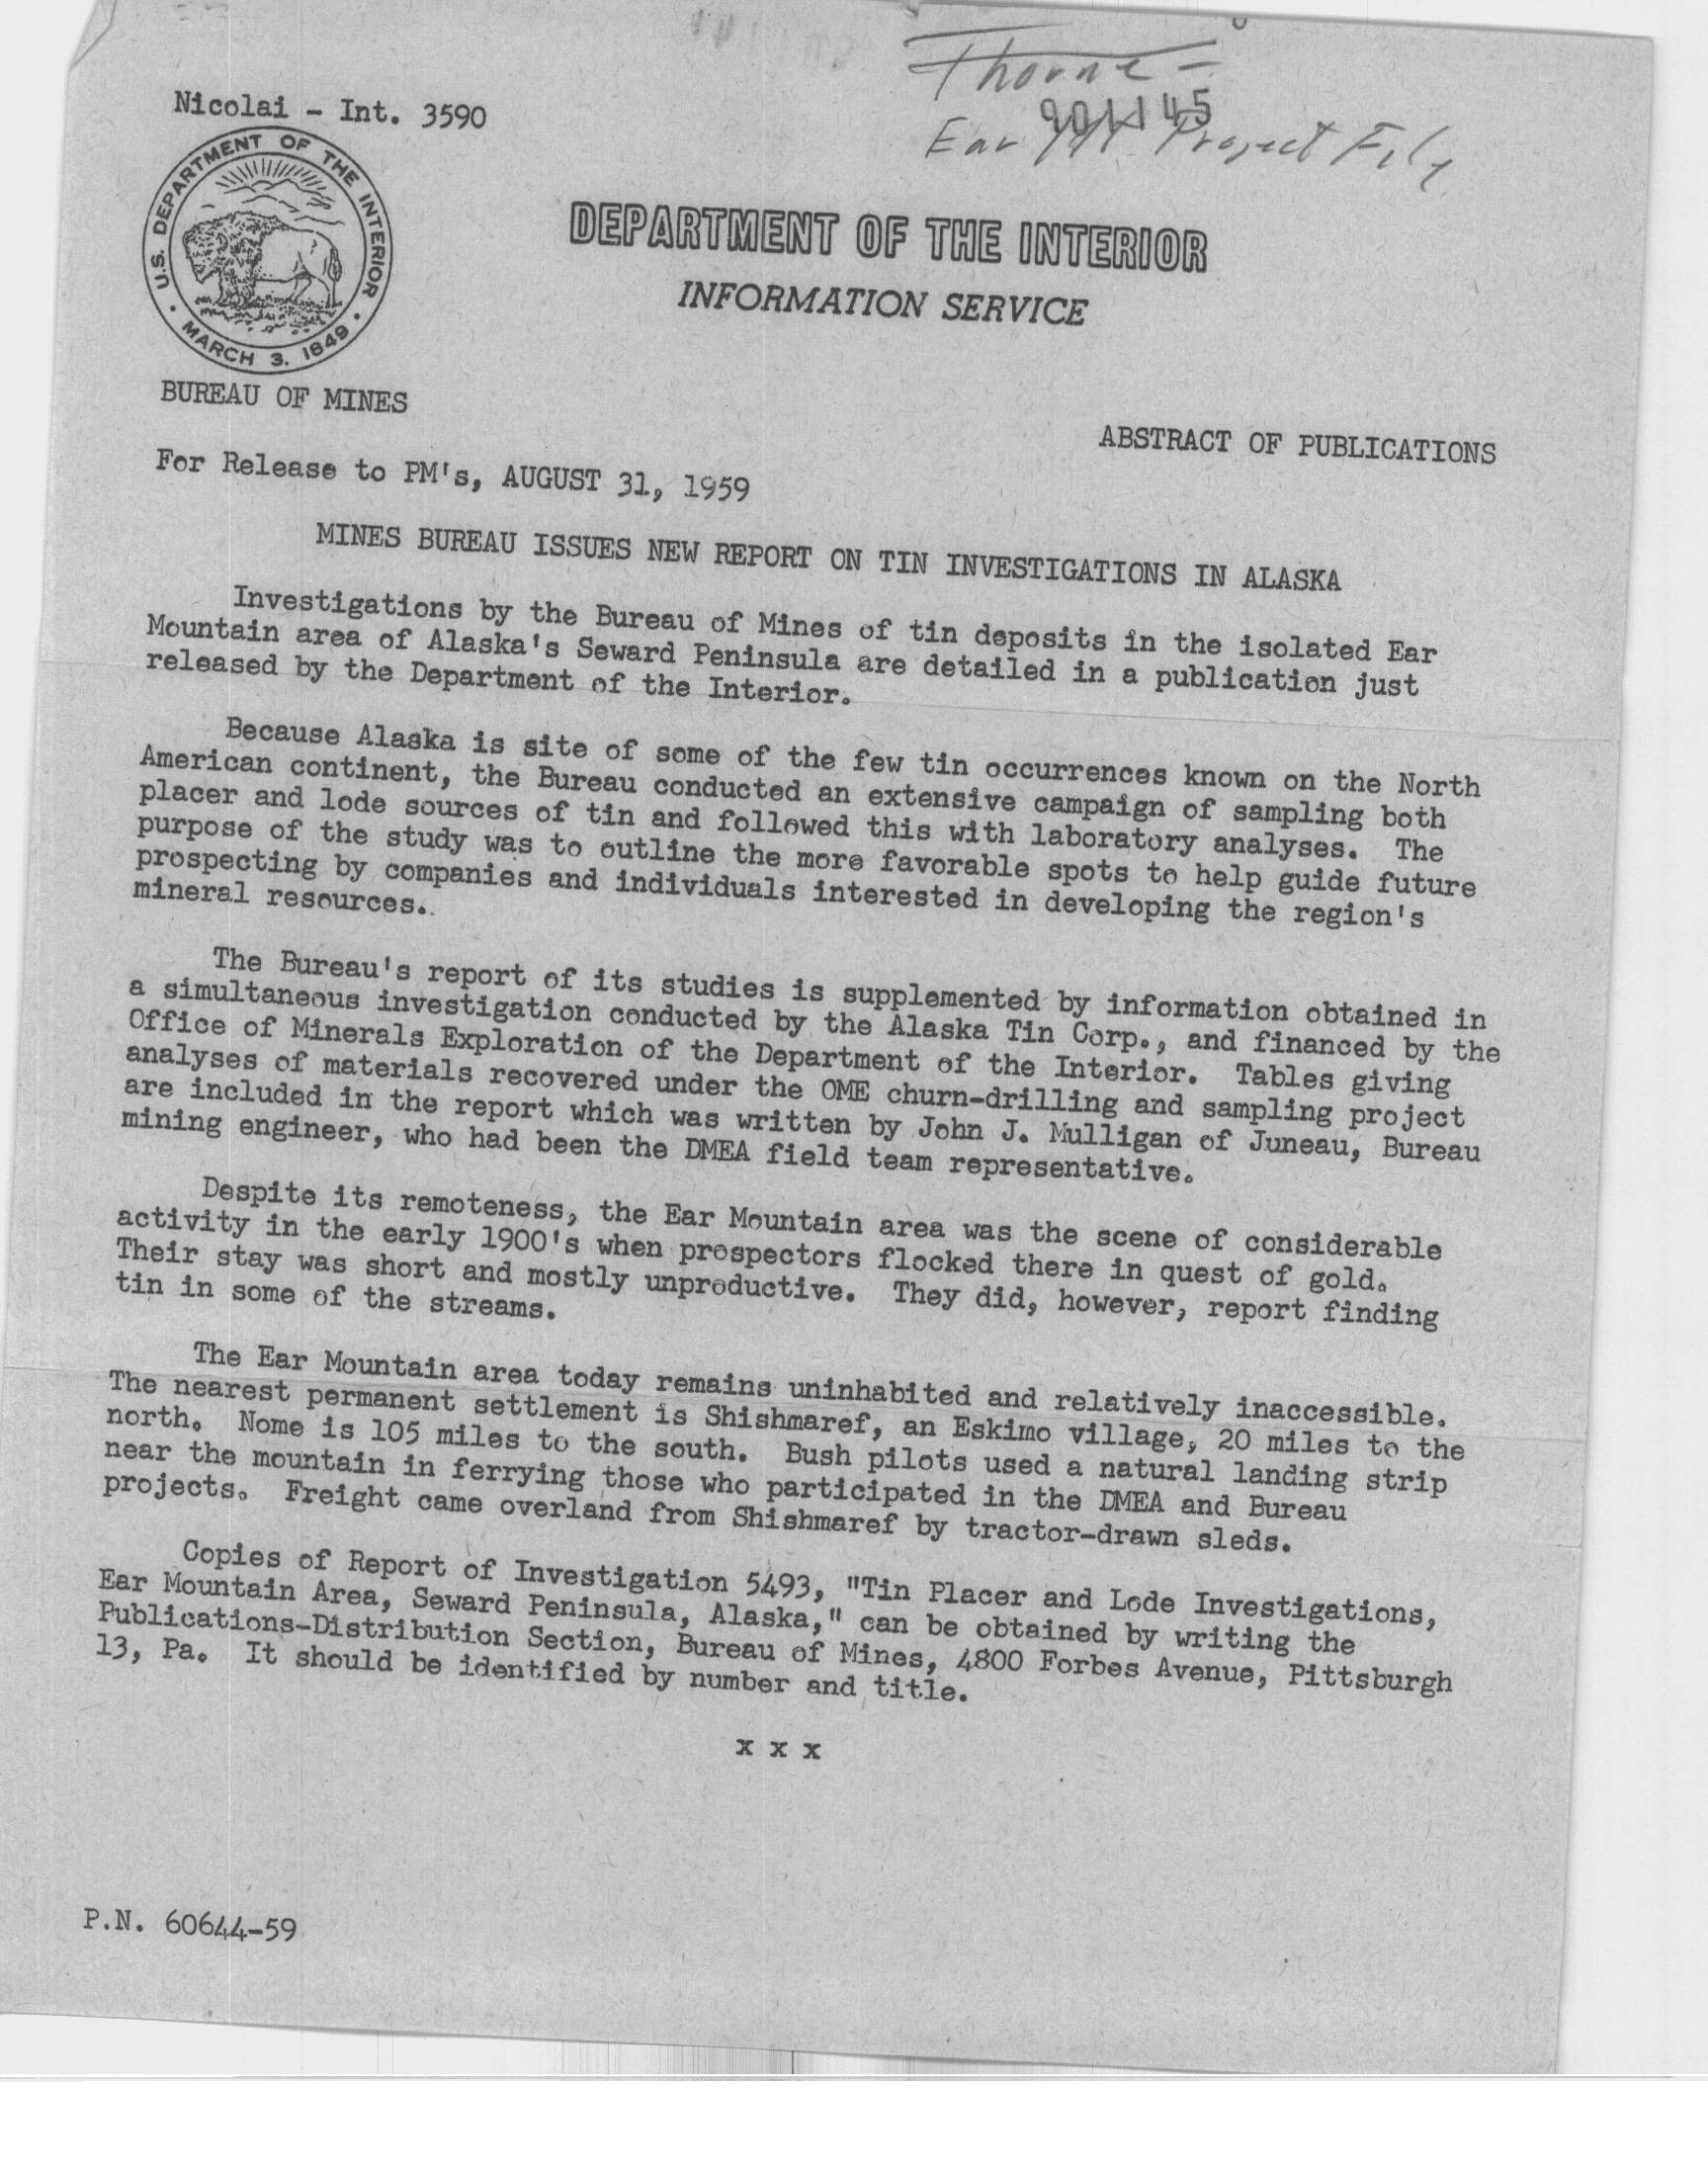 Thorne -
Nicolai - Int. 3590
Ear Mt Project File
U.S. DEPARTMENT OF THE INTERIOR
MARCH 3, 1849
DEPARTMENT OF THE INTERIOR
INFORMATION SERVICE
BUREAU OF MINES
ABSTRACT OF PUBLICATIONS
For Release to PM's, AUGUST 31, 1959
MINES BUREAU ISSUES NEW REPORT ON TIN INVESTIGATIONS IN ALASKA
Investigations by the Bureau of Mines of tin deposits in the isolated Ear
Mountain area of Alaska's Seward Peninsula are detailed in a publication just
released by the Department of the Interior.
Because Alaska is site of some of the few tin occurrences known on the North
American continent, the Bureau conducted an extensive campaign of sampling both
placer and lode sources of tin and followed this with laboratory analyses. The
purpose of the study was to outline the more favorable spots to help guide future
prospecting by companies and individuals interested in developing the region's
mineral resources.
The Bureau's report of its studies is supplemented by information obtained in
a simultaneous investigation conducted by the Alaska Tin Corp., and financed by the
Office of Minerals Exploration of the Department of the Interior. Tables giving
analyses of materials recovered under the OME churn-drilling and sampling project
are included in the report which was written by John J. Mulligan of Juneau, Bureau
mining engineer, who had been the DMEA field team representative.
Despite its remoteness, the Ear Mountain area was the scene of considerable
activity in the early 1900's when prospectors flocked there in quest of gold.
Their stay was short and mostly unproductive. They did, however, report finding
tin in some of the streams.
The Ear Mountain area today remains uninhabited and relatively inaccessible.
The nearest permanent settlement is Shishmaref, an Eskimo village, 20 miles to the
north. Nome is 105 miles to the south. Bush pilots used a natural landing strip
near the mountain in ferrying those who participated in the DMEA and Bureau
projects. Freight came overland from Shishmaref by tractor-drawn sleds.
Copies of Report of Investigation 5493, "Tin Placer and Lode Investigations,
Ear Mountain Area, Seward Peninsula, Alaska," can be obtained by writing the
Publications-Distribution Section, Bureau of Mines, 4800 Forbes Avenue, Pittsburgh
13, Pa. It should be identified by number and title.
x x x
P.N. 60644-59